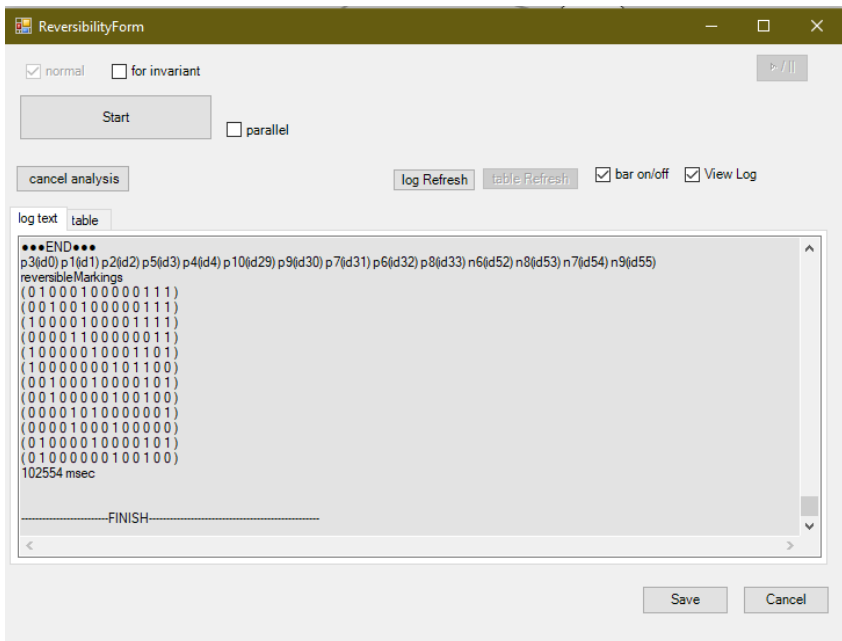 ReversibilityForm
normal
for invariant
Start
parallel
cancel analysis
log Refresh
table Refresh
bar on/off
View Log
log text
table
●●●END●●●
p3(id0) p1(id1) p2(id2) p5(id3) p4(id4) p10(id29) p9(id30) p7(id31) p6(id32) p8(id33) n6(id52) n8(id53) n7(id54) n9(id55)
reversibleMarkings
( 0 1 0 0 0 1 0 0 0 0 0 1 1 1 )
( 0 0 1 0 0 1 0 0 0 0 0 1 1 1 )
( 1 0 0 0 0 1 0 0 0 0 1 1 1 1 )
( 0 0 0 0 1 1 0 0 0 0 0 0 1 1 )
( 1 0 0 0 0 0 1 0 0 0 1 1 0 1 )
( 1 0 0 0 0 0 0 0 1 0 1 1 0 0 )
( 0 0 1 0 0 0 1 0 0 0 0 1 0 1 )
( 0 0 1 0 0 0 0 0 1 0 0 1 0 0 )
( 0 0 0 0 1 0 1 0 0 0 0 0 0 1 )
( 0 0 0 0 1 0 0 0 1 0 0 0 0 0 )
( 0 1 0 0 0 0 1 0 0 0 0 1 0 1 )
( 0 1 0 0 0 0 0 0 1 0 0 1 0 0 )
102554 msec
-------------------------FINISH-------------------------------------------------
Save
Cancel